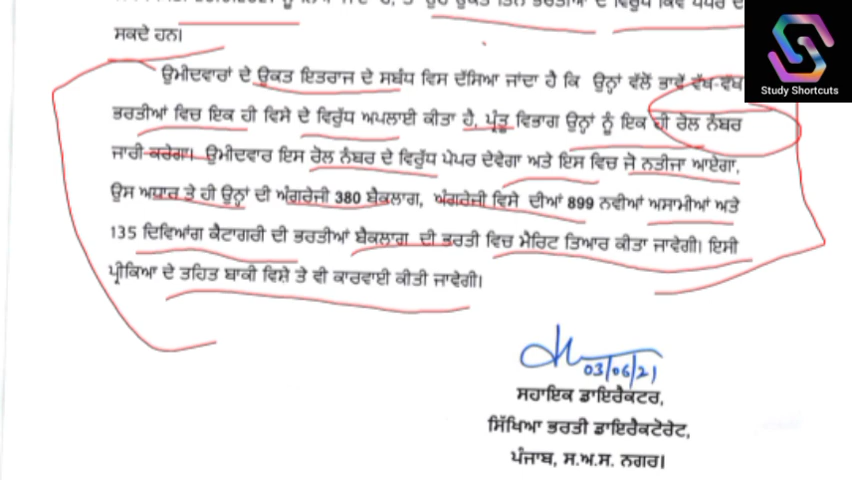 ਸਕਦੇ ਹਨ।
Study Shortcuts
ਉਮੀਦਵਾਰਾਂ ਦੇ ਉਕਤ ਇਤਰਾਜ ਦੇ ਸਬੰਧ ਵਿਸ ਦੱਸਿਆ ਜਾਂਦਾ ਹੈ ਕਿ ਉਨ੍ਹਾਂ ਵੱਲੋਂ ਭਾਵੇਂ ਵੱਖ-ਵੱਖ
ਭਰਤੀਆਂ ਵਿਚ ਇਕ ਹੀ ਵਿਸੇ ਦੇ ਵਿਰੁੱਧ ਅਪਲਾਈ ਕੀਤਾ ਹੈ, ਪ੍ਰੰਤੂ ਵਿਭਾਗ ਉਨ੍ਹਾਂ ਨੂੰ ਇਕ ਹੀ ਰੋਲ ਨੰਬਰ
ਜਾਰੀ ਕਰੇਗਾ। ਉਮੀਦਵਾਰ ਇਸ ਰੋਲ ਨੰਬਰ ਦੇ ਵਿਰੁੱਧ ਪੇਪਰ ਦੇਵੇਗਾ ਅਤੇ ਇਸ ਵਿਚ ਜੋ ਨਤੀਜਾ ਆਏਗਾ,
ਉਸ ਅਧਾਰ ਤੇ ਹੀ ਉਨ੍ਹਾਂ ਦੀ ਅੰਗਰੇਜੀ 380 ਬੈਕਲਾਗ, ਅੰਗਰੇਜੀ ਵਿਸੇ ਦੀਆਂ 899 ਨਵੀਆਂ ਅਸਾਮੀਆਂ ਅਤੇ
135 ਦਿਵਿਆਂਗ ਕੈਟਾਗਰੀ ਦੀ ਭਰਤੀਆਂ ਬੈਕਲਾਗ ਦੀ ਭਰਤੀ ਵਿਚ ਮੈਰਿਟ ਤਿਆਰ ਕੀਤਾ ਜਾਵੇਗੀ। ਇਸੀ
ਪ੍ਰੀਕਿਆ ਦੇ ਤਹਿਤ ਬਾਕੀ ਵਿਸ਼ੇ ਤੇ ਵੀ ਕਾਰਵਾਈ ਕੀਤੀ ਜਾਵੇਗੀ।
03/06/21
ਸਹਾਇਕ ਡਾਇਰੈਕਟਰ,
ਸਿੱਖਿਆ ਭਰਤੀ ਡਾਇਰੈਕਟੋਰੇਟ,
ਪੰਜਾਬ, ਸ.ਅ.ਸ. ਨਗਰ।